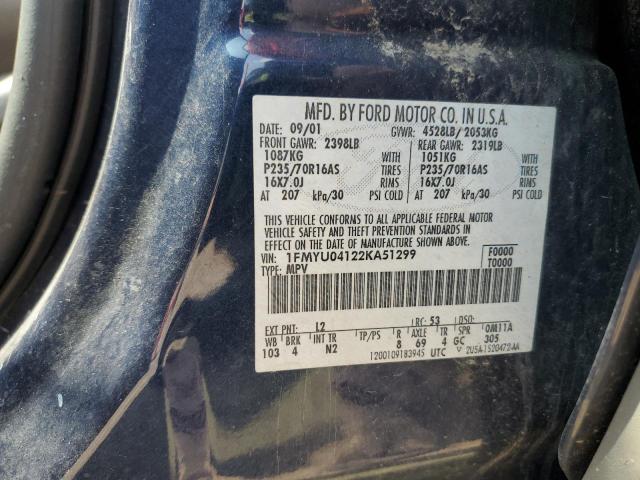 MFD. BY FORD MOTOR CO. IN U.S.A.
DATE: 09/01 GVWR: 4528LB/ 2053KG
FRONT GAWR: 2398LB REAR GAWR: 2319LB
1087KG WITH 1051KG WITH
P235/70R16AS TIRES P235/70R16AS TIRES
16X7.0J RIMS 16X7.0J RIMS
AT 207 kPa/30 PSI COLD AT 207 kPa/30 PSI COLD
THIS VEHICLE CONFORMS TO ALL APPLICABLE FEDERAL MOTOR
VEHICLE SAFETY AND THEFT PREVENTION STANDARDS IN
EFFECT ON THE DATE OF MANUFACTURE SHOWN ABOVE.
VIN: 1FMYU04122KA51299 F0000
TYPE: MPV T0000
EXT PNT: L2 RC: 53 DSO:
WB BRK INT TR TP/PS R AXLE TR SPR 0M11A
103 4 N2 8 69 4 GC 305
1200109183945 UTC V 2U5A-1520472-AA